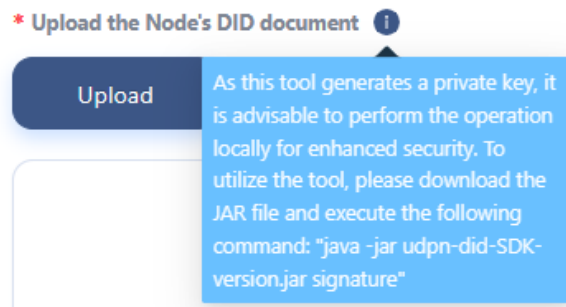 * Upload the Node's DID document i
Upload
As this tool generates a private key, it
is advisable to perform the operation
locally for enhanced security. To
utilize the tool, please download the
JAR file and execute the following
command: "java -jar udpn-did-SDK-
version.jar signature"